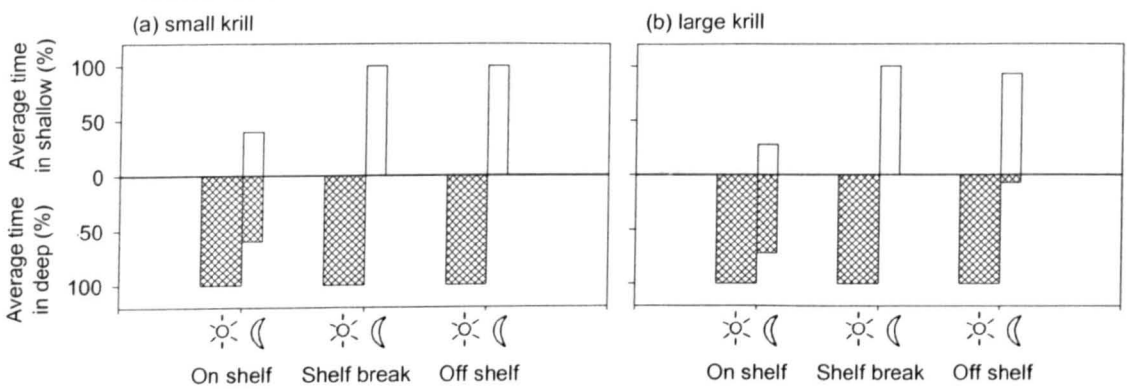 (a) small krill
(b) large krill
Average time
in shallow (%)
100
50
0
Average time
in deep (%)
50
100
On shelf
Shelf break
Off shelf
On shelf
Shelf break
Off shelf